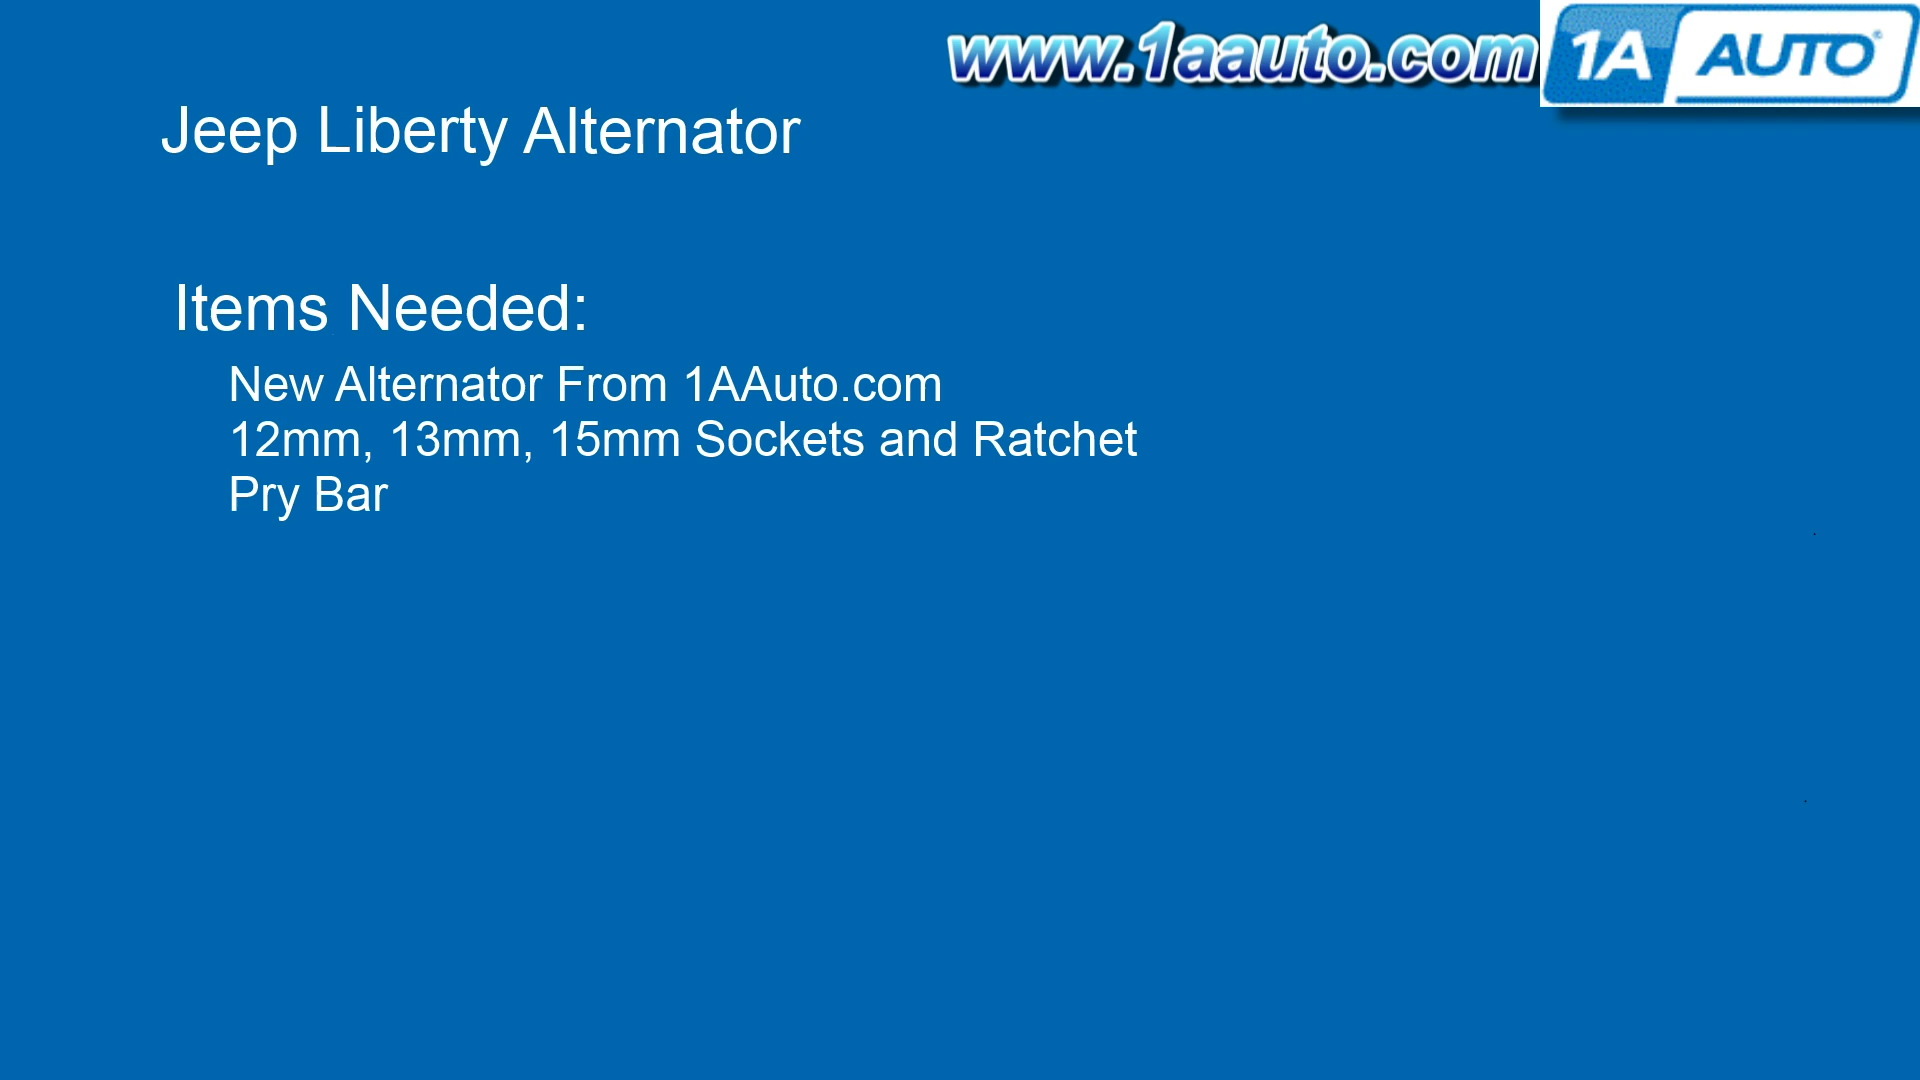 www.1aauto.com
1A AUTO®
Jeep Liberty Alternator
Items Needed:
New Alternator From 1AAuto.com
12mm, 13mm, 15mm Sockets and Ratchet
Pry Bar